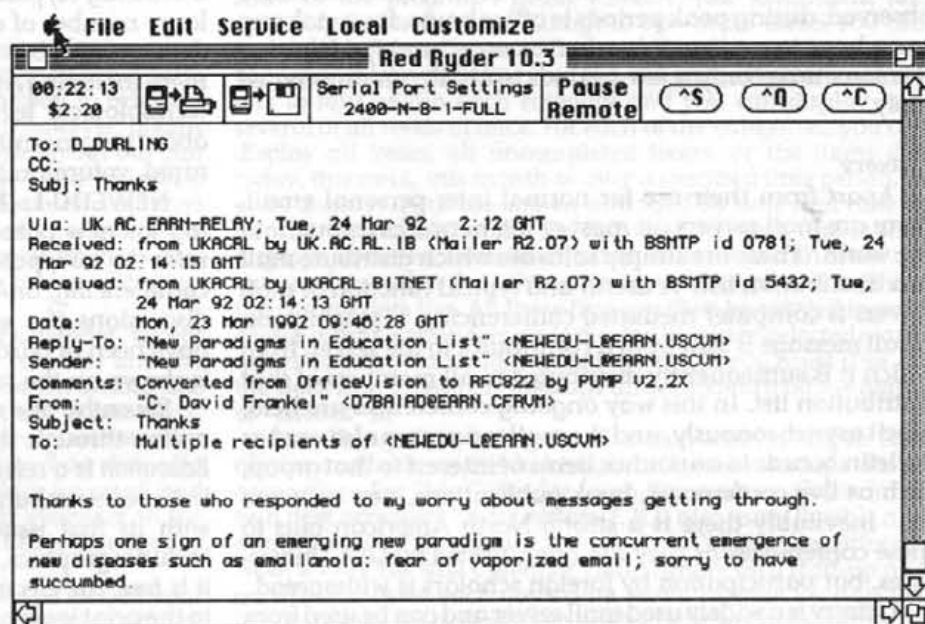 File Edit Service Local Customize
Red Ryder 10.3
00:22:13
$2.20
Serial Port Settings
2400-N-8-1-FULL
Pause
Remote
^S ^Q ^C
To: D_DURLING
CC:
Subj: Thanks
Via: UK.AC.EARN-RELAY; Tue, 24 Mar 92 2:12 GMT
Received: from UKACRL by UK.AC.RL.IB (Mailer R2.07) with BSMTP id 0781; Tue, 24
Mar 92 02:14:15 GMT
Received: from UKACRL by UKACRL.BITNET (Mailer R2.07) with BSMTP id 5432; Tue,
24 Mar 92 02:14:13 GMT
Date: Mon, 23 Mar 1992 09:40:28 GMT
Reply-To: "New Paradigms in Education List" <NEWEDU-L@EARN.USCVM>
Sender: "New Paradigms in Education List" <NEWEDU-L@EARN.USCVM>
Comments: Converted from OfficeVision to RFC822 by PUMP V2.2X
From: "C. David Frankel" <D7BAIAD@EARN.CFRVM>
Subject: Thanks
To: Multiple recipients of <NEWEDU-L@EARN.USCVM>
Thanks to those who responded to my worry about messages getting through.
Perhaps one sign of an emerging new paradigm is the concurrent emergence of
new diseases such as emailanoia: fear of vaporized email; sorry to have
succumbed.